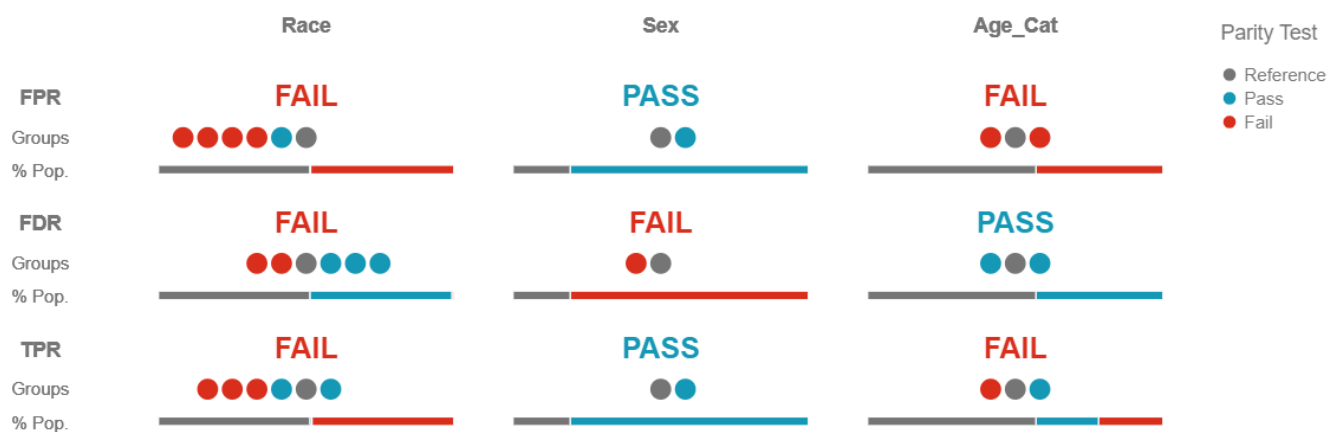 Race Sex Age_Cat
Parity Test
Reference
Pass
Fail
FPR FAIL PASS FAIL
Groups
% Pop.
FDR FAIL FAIL PASS
Groups
% Pop.
TPR FAIL PASS FAIL
Groups
% Pop.